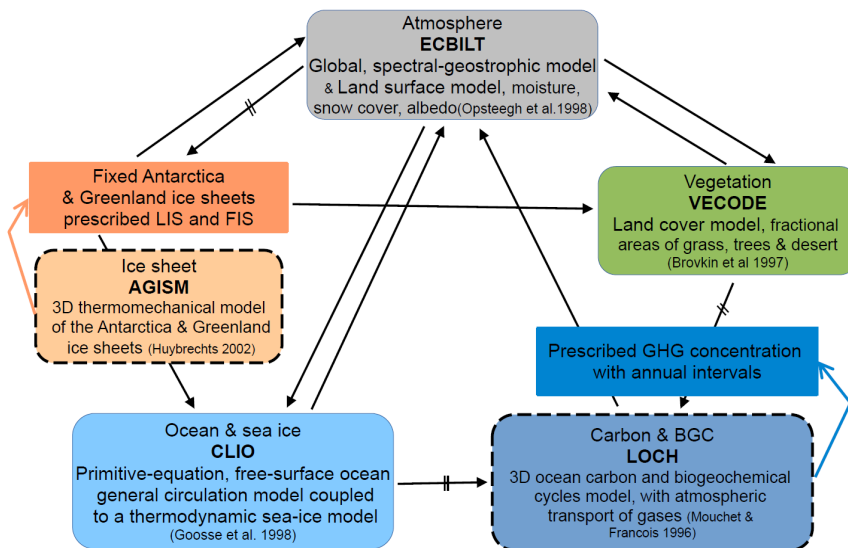 Atmosphere
ECBILT
Global, spectral-geostrophic model
& Land surface model, moisture,
snow cover, albedo(Opsteegh et al.1998)
Fixed Antarctica
& Greenland ice sheets
prescribed LIS and FIS
Vegetation
VECODE
Land cover model, fractional
areas of grass, trees & desert
(Brovkin et al 1997)
Ice sheet
AGISM
3D thermomechanical model
of the Antarctica & Greenland
ice sheets (Huybrechts 2002)
Prescribed GHG concentration
with annual intervals
Ocean & sea ice
CLIO
Primitive-equation, free-surface ocean
general circulation model coupled
to a thermodynamic sea-ice model
(Goosse et al. 1998)
Carbon & BGC
LOCH
3D ocean carbon and biogeochemical
cycles model, with atmospheric
transport of gases (Mouchet &
Francois 1996)